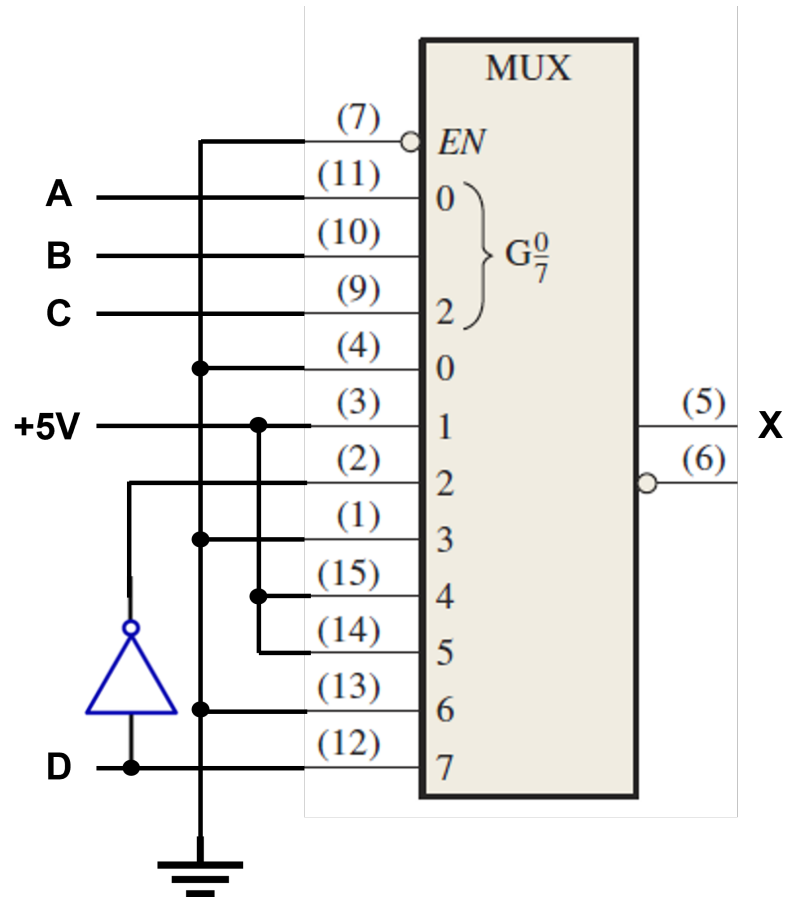 MUX
(7) EN
A (11) 0
B (10) G 0/7
C (9) 2
(4) 0
+5V (3) 1 (5) X
(2) 2 (6)
(1) 3
(15) 4
(14) 5
(13) 6
D (12) 7